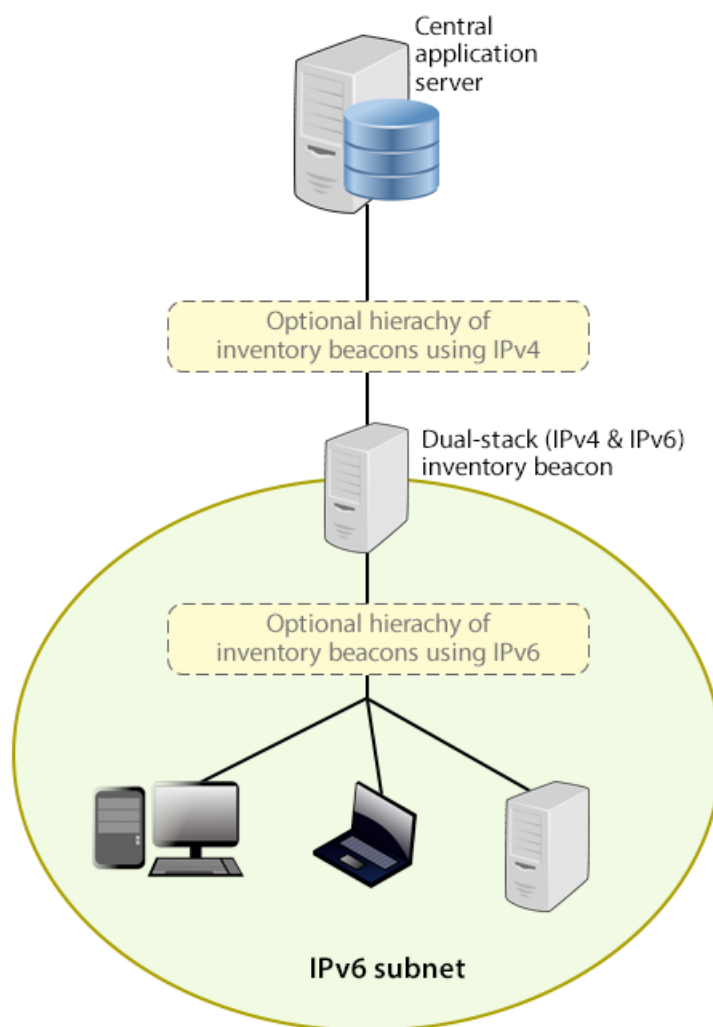 Central
application
server
Optional hierachy of
inventory beacons using IPv4
Dual-stack (IPv4 & IPv6)
inventory beacon
Optional hierachy of
inventory beacons using IPv6
IPv6 subnet